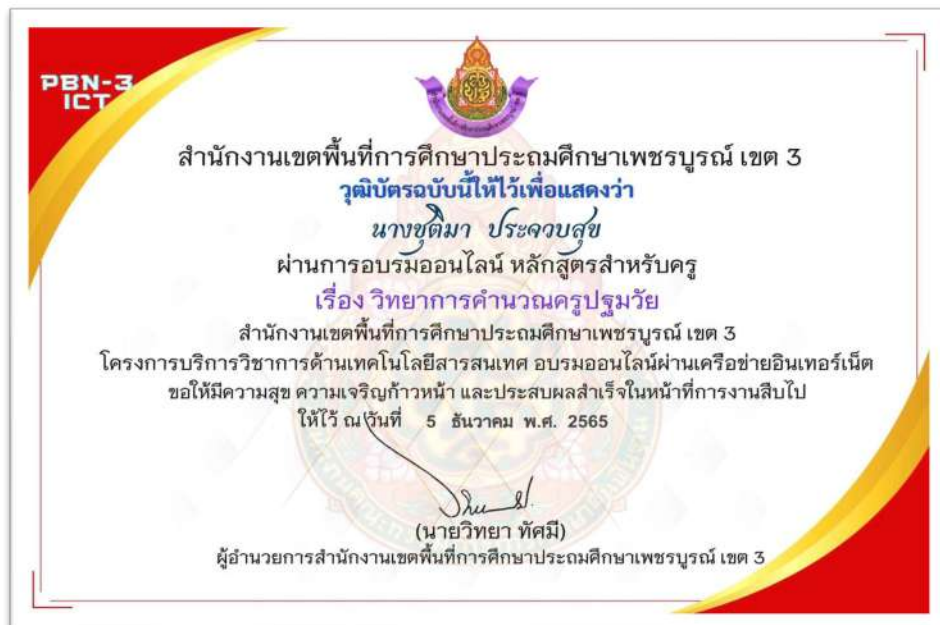 PBN-3
ICT
สำนักงานเขตพื้นที่การศึกษาประถมศึกษาเพชรบูรณ์ เขต 3
วุฒิบัตรฉบับนี้ให้ไว้เพื่อแสดงว่า
นางชุติมา ประจวบสุข
ผ่านการอบรมออนไลน์ หลักสูตรสำหรับครู
เรื่อง วิทยาการคำนวณครูปฐมวัย
สำนักงานเขตพื้นที่การศึกษาประถมศึกษาเพชรบูรณ์ เขต 3
โครงการบริการวิชาการด้านเทคโนโลยีสารสนเทศ อบรมออนไลน์ผ่านเครือข่ายอินเทอร์เน็ต
ขอให้มีความสุข ความเจริญก้าวหน้า และประสบผลสำเร็จในหน้าที่การงานสืบไป
ให้ไว้ ณ วันที่ 5 ธันวาคม พ.ศ. 2565
(นายวิทยา ทัศมี)
ผู้อำนวยการสำนักงานเขตพื้นที่การศึกษาประถมศึกษาเพชรบูรณ์ เขต 3